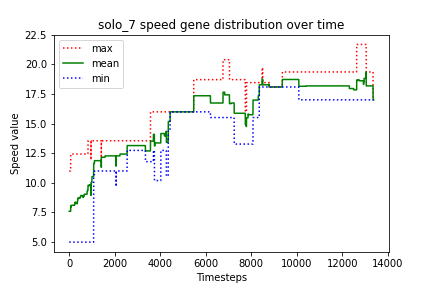 solo_7 speed gene distribution over time
max
mean
min
Speed value
22.5
20.0
17.5
15.0
12.5
10.0
7.5
5.0
0 2000 4000 6000 8000 10000 12000 14000
Timesteps